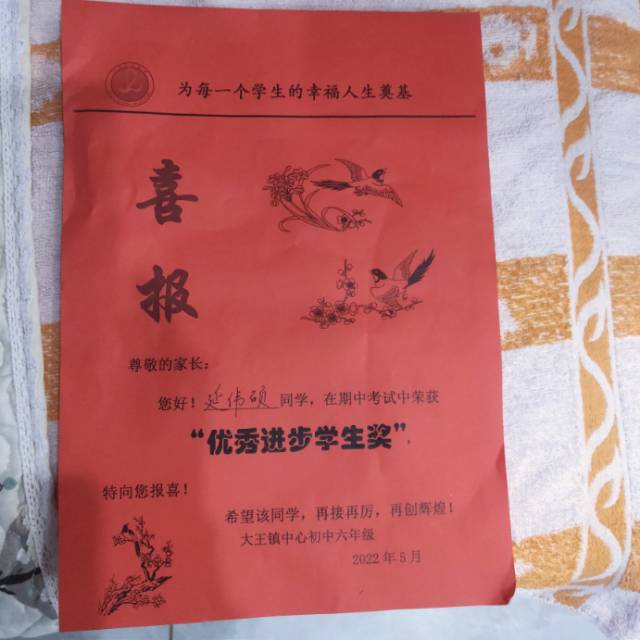 为每一个学生的幸福人生奠基
喜
报
尊敬的家长：
您好！延伟硕同学，在期中考试中荣获
“优秀进步学生奖”，
特向您报喜！
希望该同学，再接再厉，再创辉煌！
大王镇中心初中六年级
2022年5月